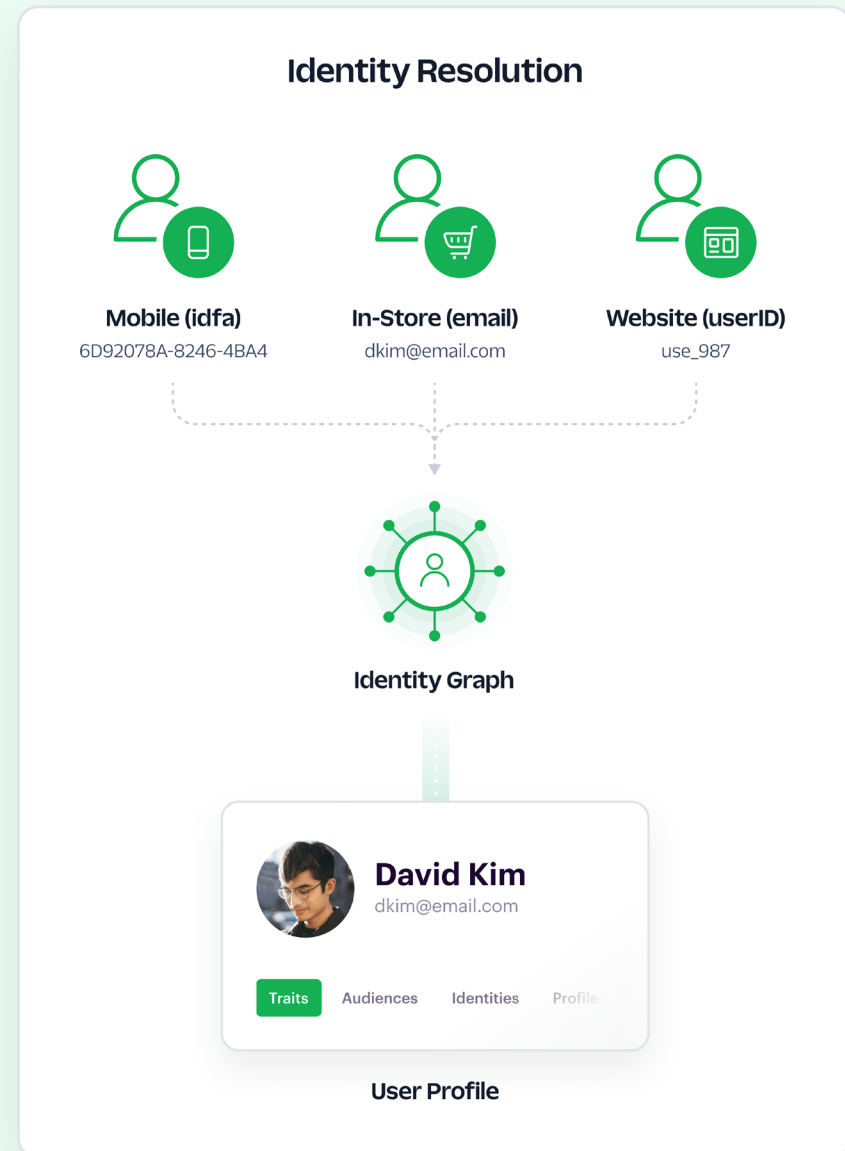 Identity Resolution
Mobile (idfa)
6D92078A-8246-4BA4
In-Store (email)
dkim@email.com
Website (userID)
use_987
Identity Graph
David Kim
dkim@email.com
Traits Audiences Identities Profile
User Profile